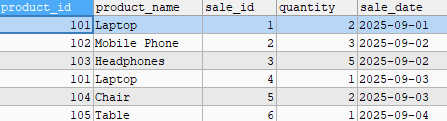 product_id product_name sale_id quantity sale_date
101 Laptop 1 2 2025-09-01
102 Mobile Phone 2 3 2025-09-02
103 Headphones 3 5 2025-09-02
101 Laptop 4 1 2025-09-03
104 Chair 5 2 2025-09-03
105 Table 6 1 2025-09-04